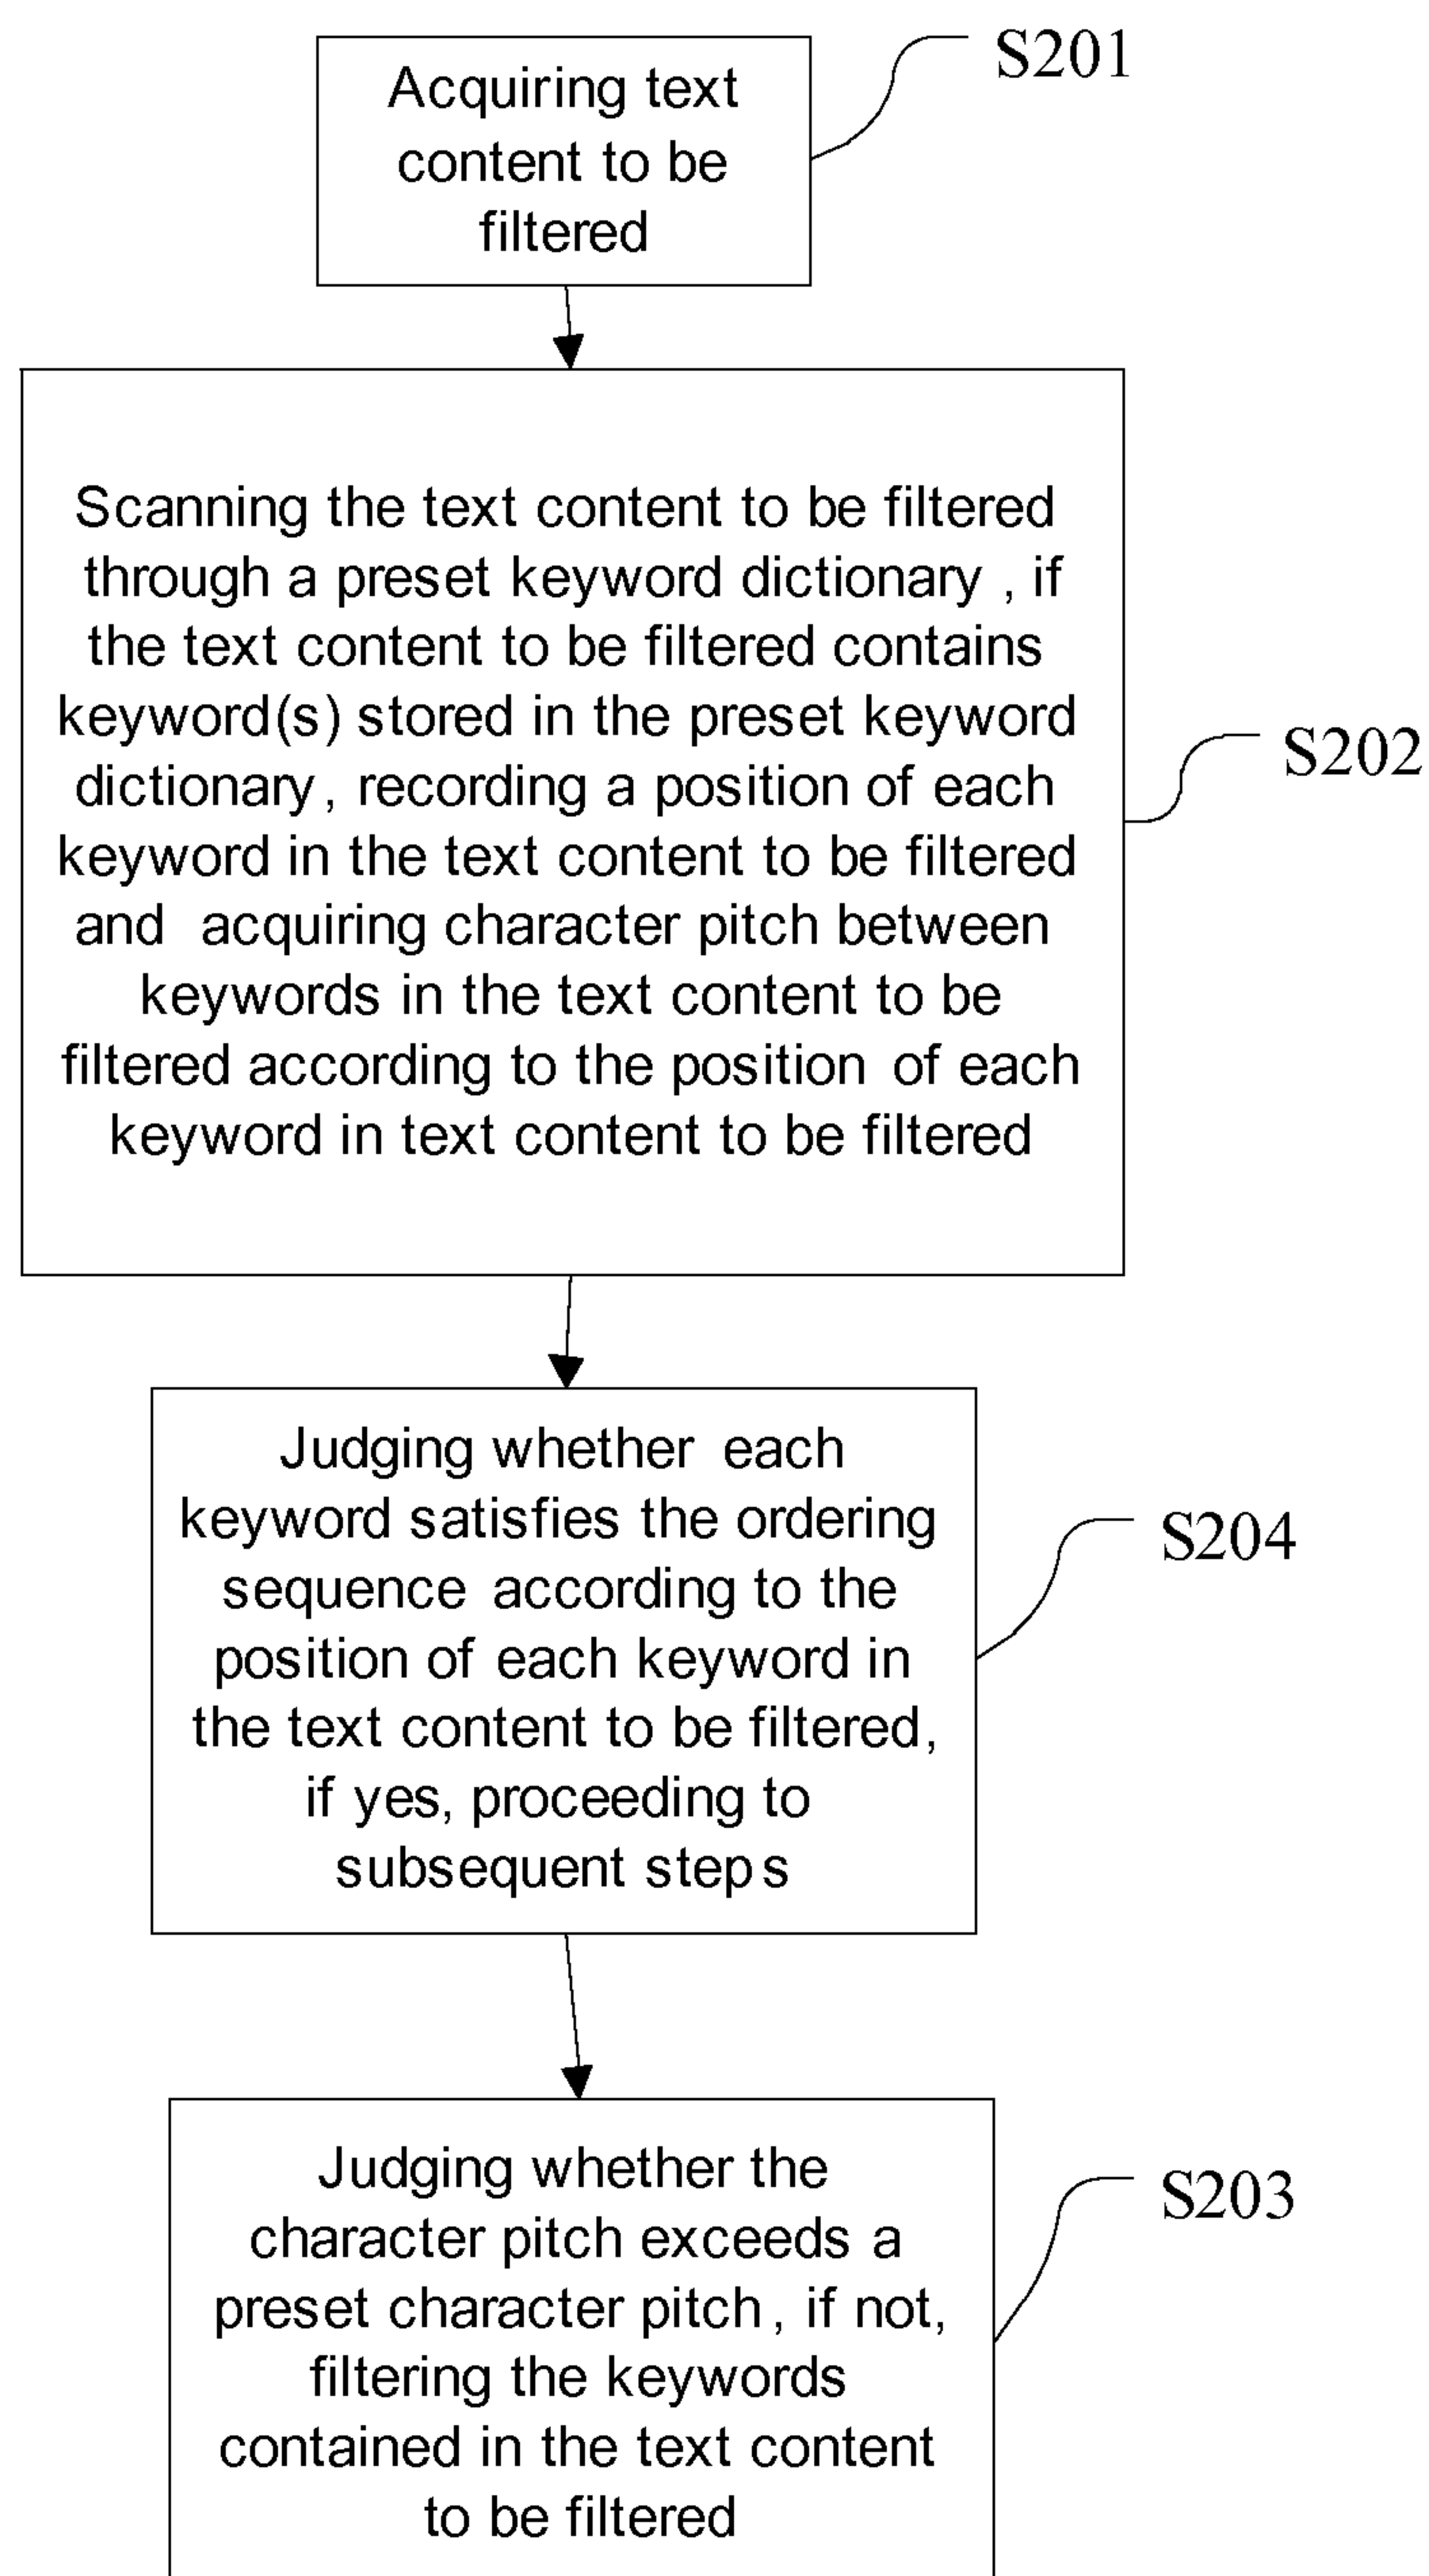 Acquiring text
content to be
filtered
S201
Scanning the text content to be filtered
through a preset keyword dictionary , if
the text content to be filtered contains
keyword(s) stored in the preset keyword
dictionary, recording a position of each
keyword in the text content to be filtered
and acquiring character pitch between
keywords in the text content to be
filtered according to the position of each
keyword in text content to be filtered
S202
Judging whether each
keyword satisfies the ordering
sequence according to the
position of each keyword in
the text content to be filtered,
if yes, proceeding to
subsequent steps
S204
Judging whether the
character pitch exceeds a
preset character pitch, if not,
filtering the keywords
contained in the text content
to be filtered
S203